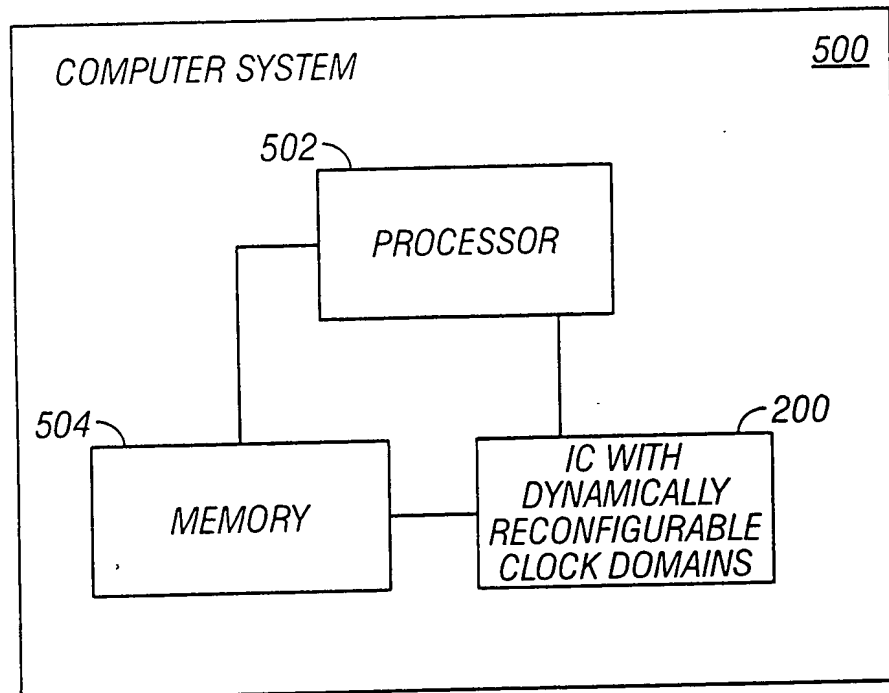 COMPUTER SYSTEM
500
502
PROCESSOR
504
MEMORY
200
IC WITH
DYNAMICALLY
RECONFIGURABLE
CLOCK DOMAINS